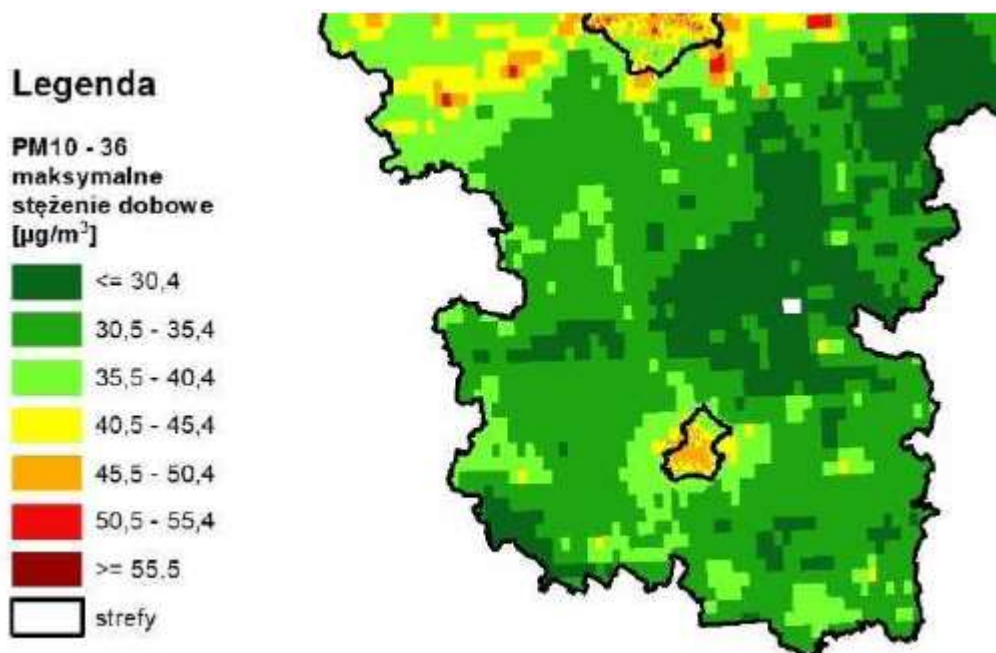 Legenda
PM10 - 36
maksymalne
stężenie dobowe
[µg/m³]
<= 30,4
30,5 - 35,4
35,5 - 40,4
40,5 - 45,4
45,5 - 50,4
50,5 - 55,4
>= 55,5
strefy